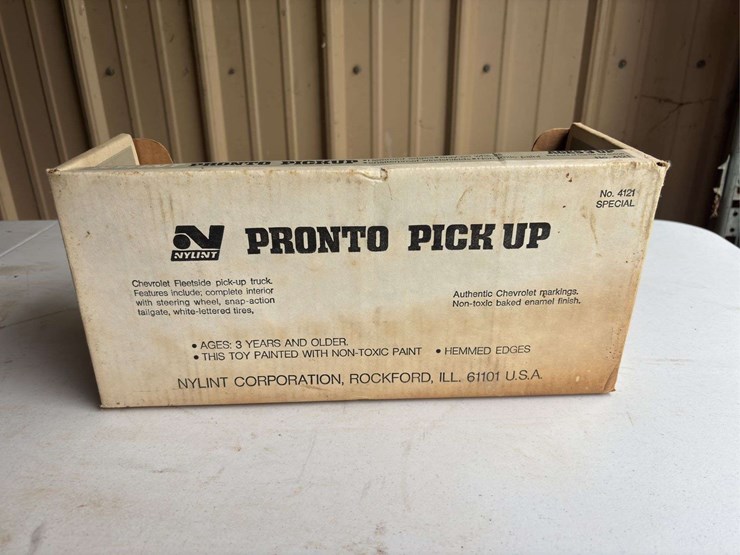 PRONTO PICKUP
No. 4121
SPECIAL
NYLINT
PRONTO PICK UP
Chevrolet Fleetside pick-up truck.
Features include; complete interior
with steering wheel, snap-action
tailgate, white-lettered tires,
Authentic Chevrolet markings.
Non-toxic baked enamel finish.
• AGES: 3 YEARS AND OLDER.
• THIS TOY PAINTED WITH NON-TOXIC PAINT • HEMMED EDGES
NYLINT CORPORATION, ROCKFORD, ILL. 61101 U.S.A.